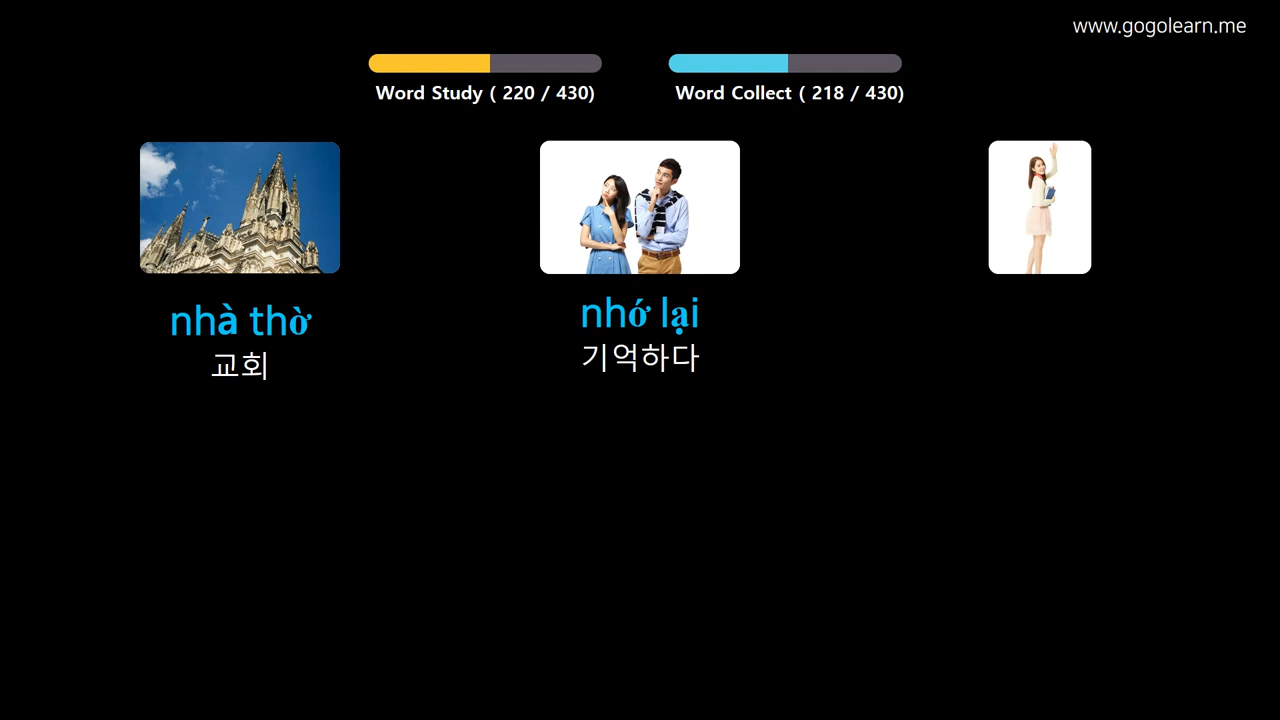 www.gogolearn.me
Word Study ( 220 / 430)
Word Collect ( 218 / 430)
nhà thờ
교회
nhớ lại
기억하다